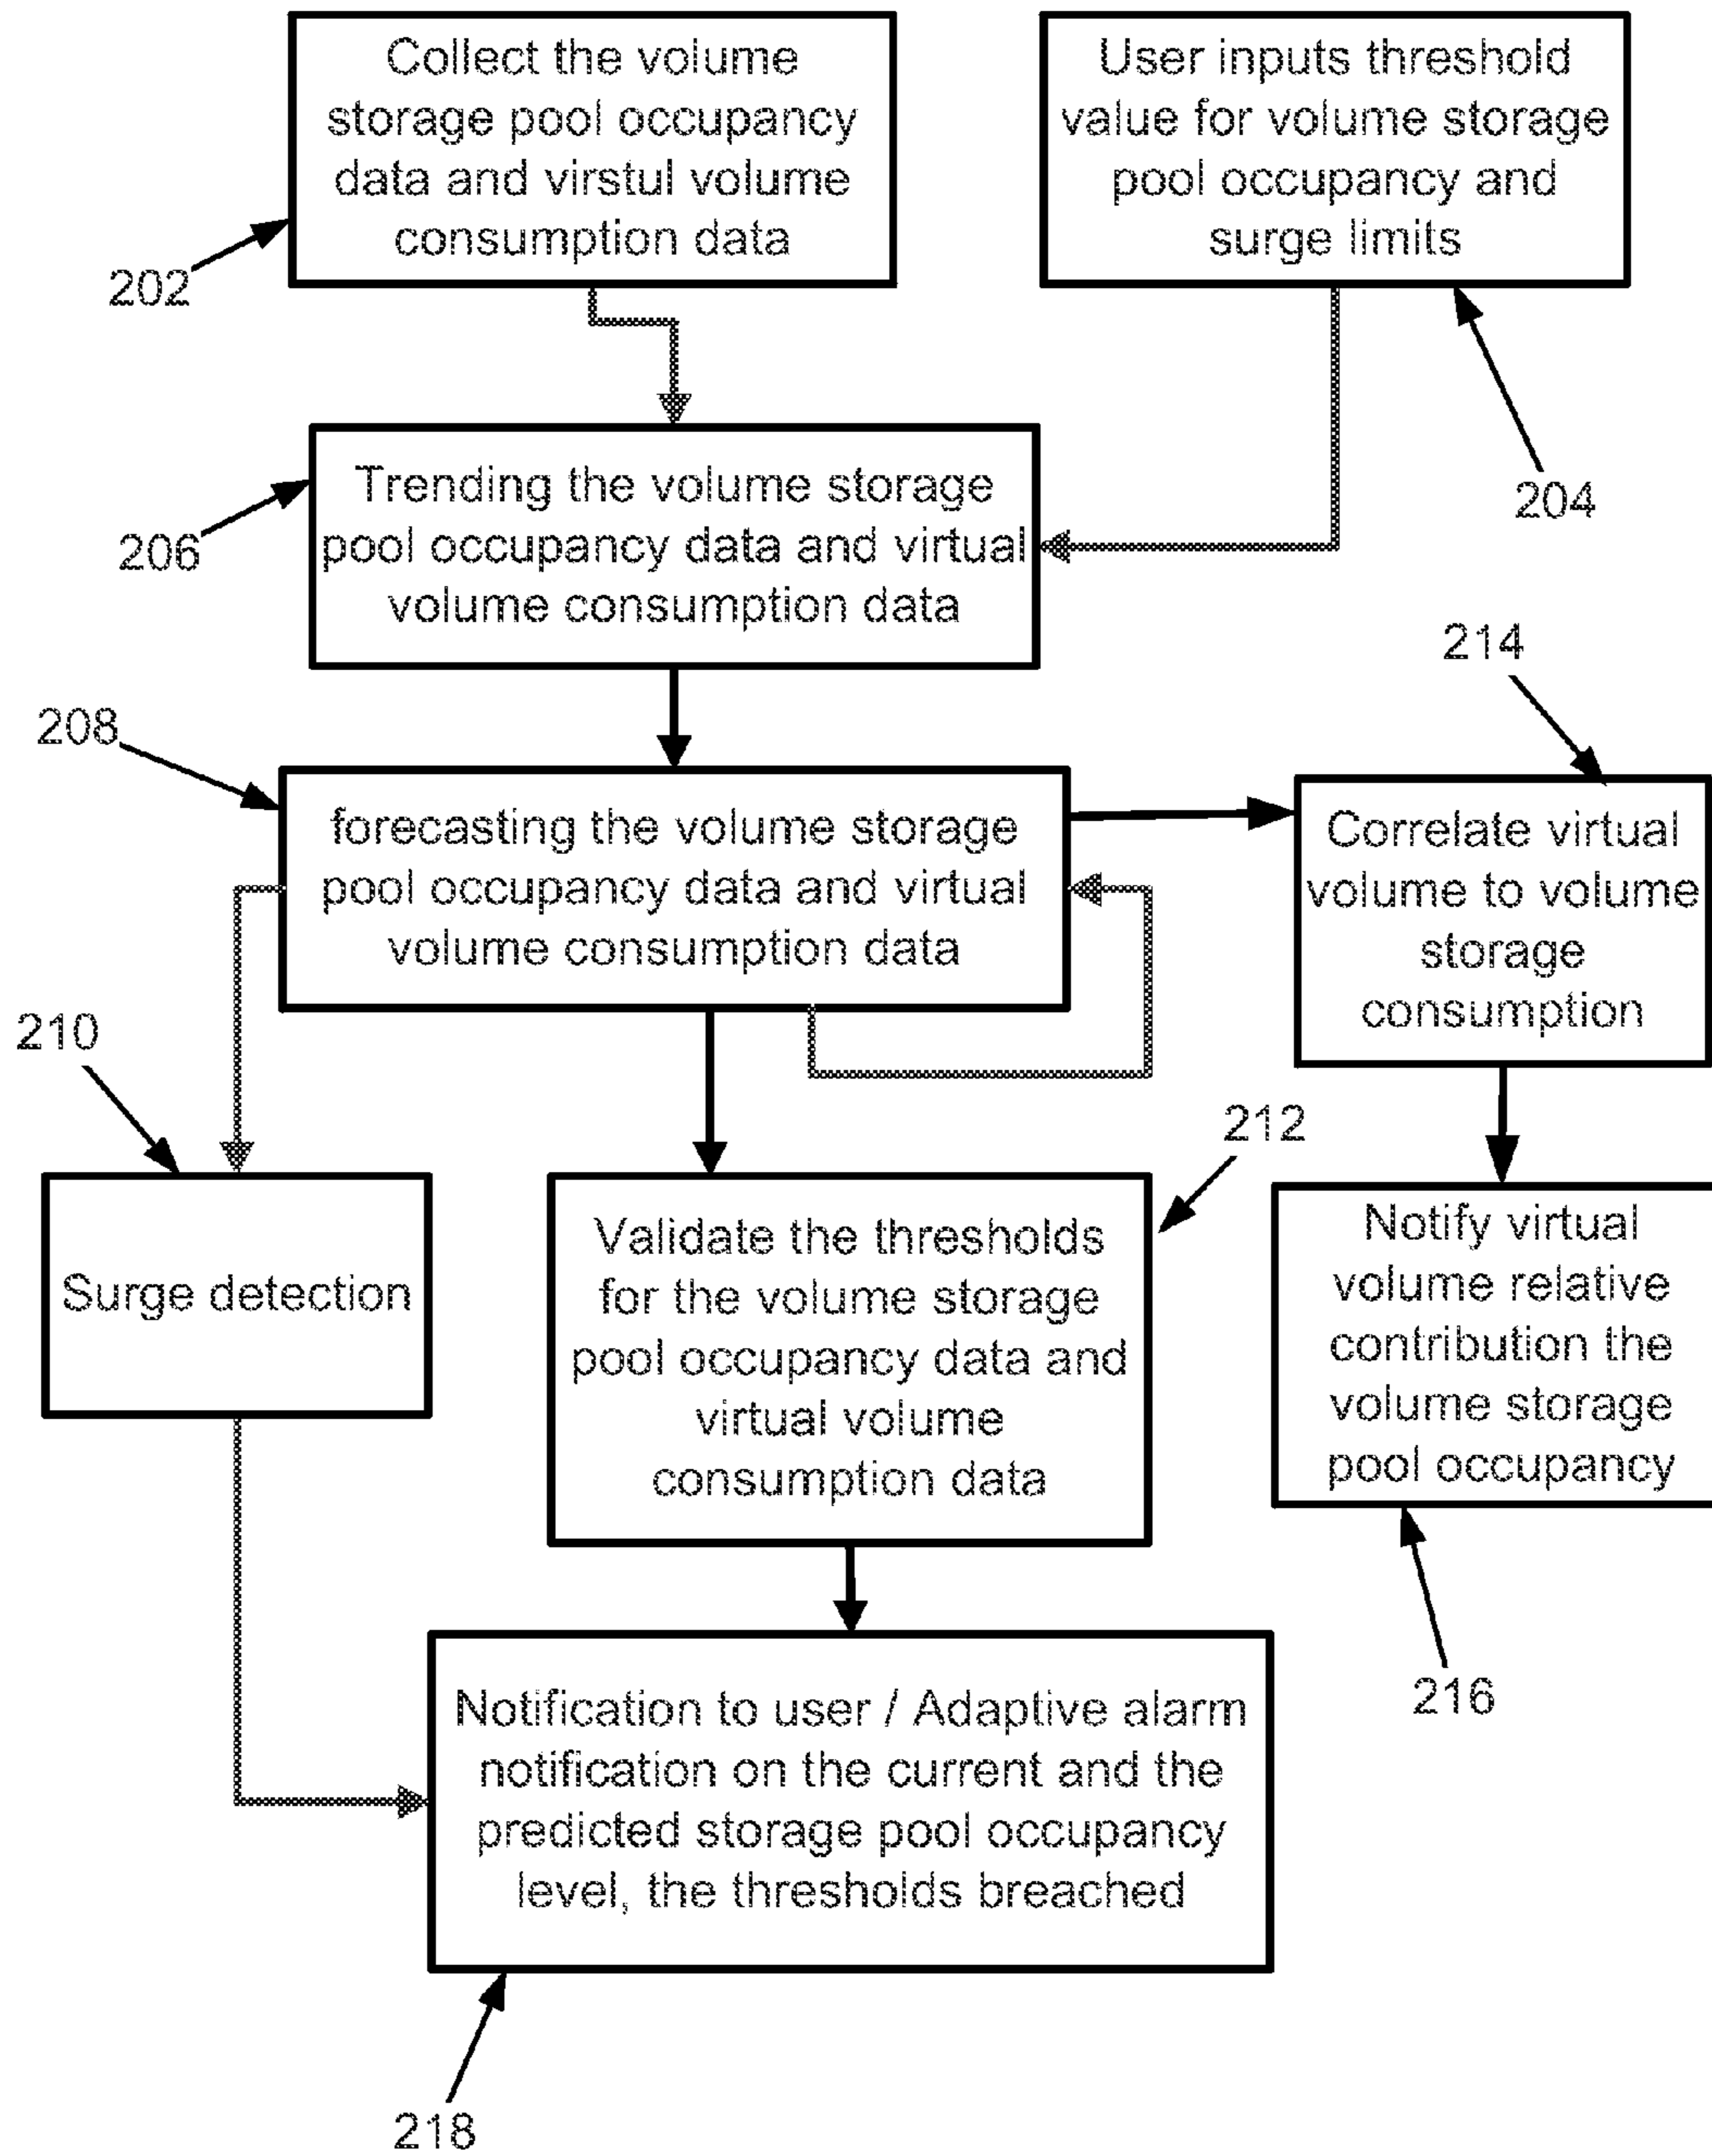 Collect the volume
storage pool occupancy
data and virstul volume
consumption data
User inputs threshold
value for volume storage
pool occupancy and
surge limits
202
204
Trending the volume storage
pool occupancy data and virtual
volume consumption data
206
214
208
forecasting the volume storage
pool occupancy data and virtual
volume consumption data
Correlate virtual
volume to volume
storage
consumption
210
212
Surge detection
Validate the thresholds
for the volume storage
pool occupancy data and
virtual volume
consumption data
Notify virtual
volume relative
contribution the
volume storage
pool occupancy
216
Notification to user / Adaptive alarm
notification on the current and the
predicted storage pool occupancy
level, the thresholds breached
218